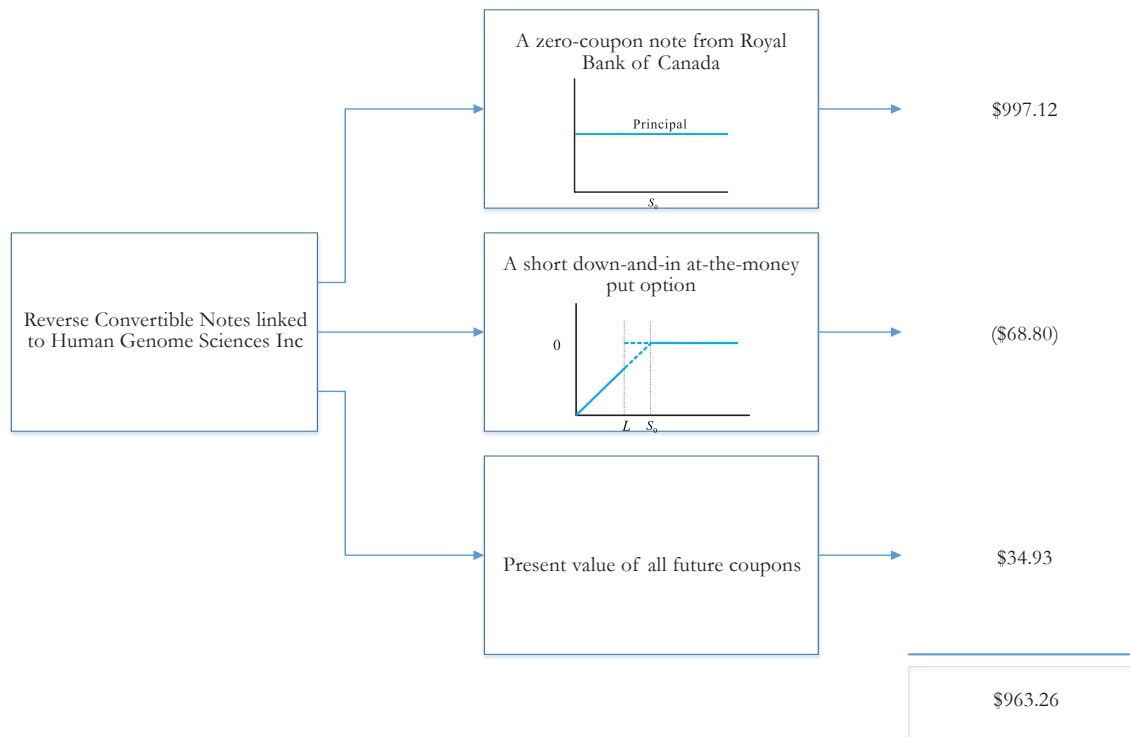 A zero-coupon note from Royal
Bank of Canada
Principal
S₀
$997.12
Reverse Convertible Notes linked
to Human Genome Sciences Inc
A short down-and-in at-the-money
put option
0
L S₀
($68.80)
Present value of all future coupons
$34.93
$963.26